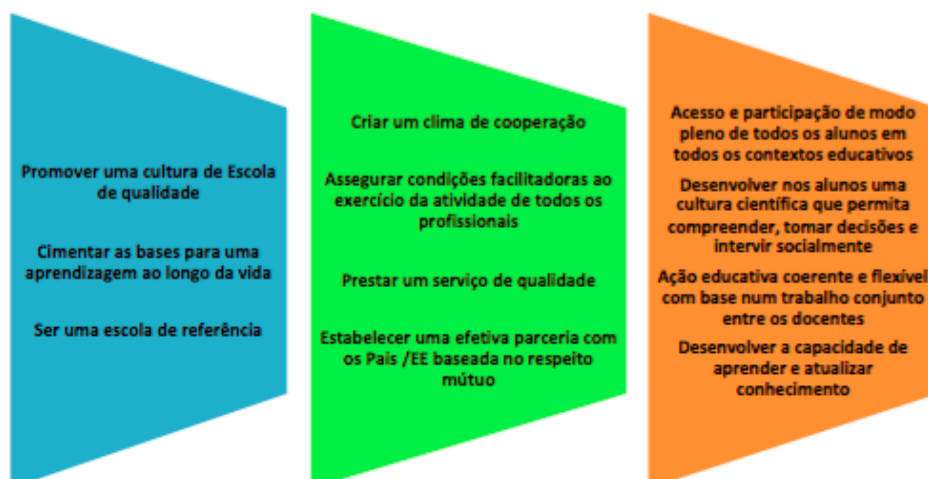 Promover uma cultura de Escola
de qualidade
Cimentar as bases para uma
aprendizagem ao longo da vida
Ser uma escola de referência
Criar um clima de cooperação
Assegurar condições facilitadoras ao
exercício da atividade de todos os
profissionais
Prestar um serviço de qualidade
Estabelecer uma efetiva parceria com
os Pais /EE baseada no respeito
mútuo
Acesso e participação de modo
pleno de todos os alunos em
todos os contextos educativos
Desenvolver nos alunos uma
cultura científica que permita
compreender, tomar decisões e
intervir socialmente
Ação educativa coerente e flexível
com base num trabalho conjunto
entre os docentes
Desenvolver a capacidade de
aprender e atualizar
conhecimento